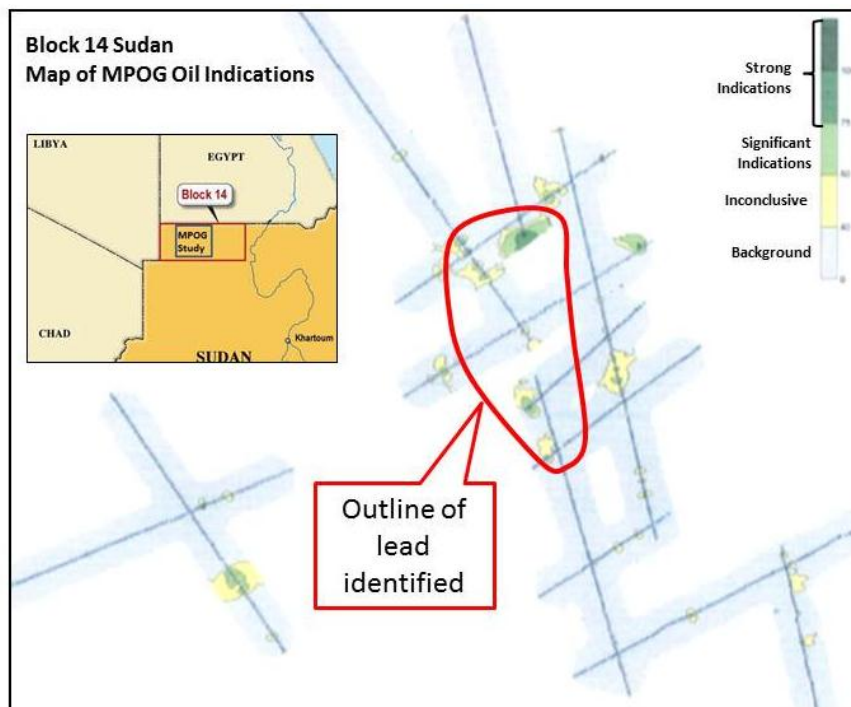 Block 14 Sudan
Map of MPOG Oil Indications
LIBYA
EGYPT
Block 14
MPOG
Study
CHAD
Khartoum
SUDAN
Strong
Indications
Significant
Indications
Inconclusive
Background
Outline of
lead
identified